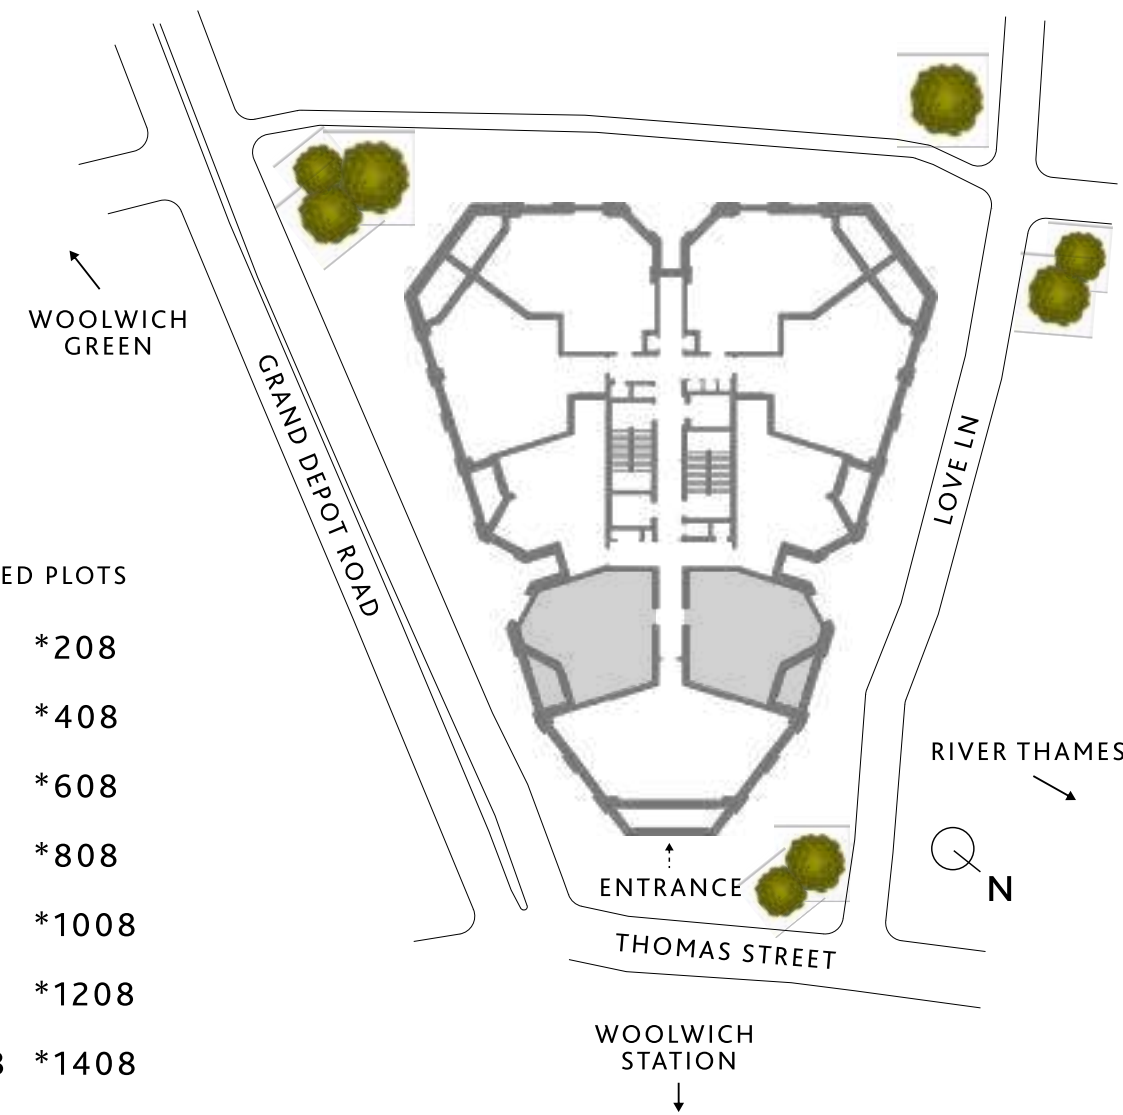 WOOLWICH
GREEN
GRAND DEPOT ROAD
LOVE LN
ED PLOTS
*208
*408
*608
*808
*1008
*1208
*1408
RIVER THAMES
N
ENTRANCE
THOMAS STREET
WOOLWICH
STATION